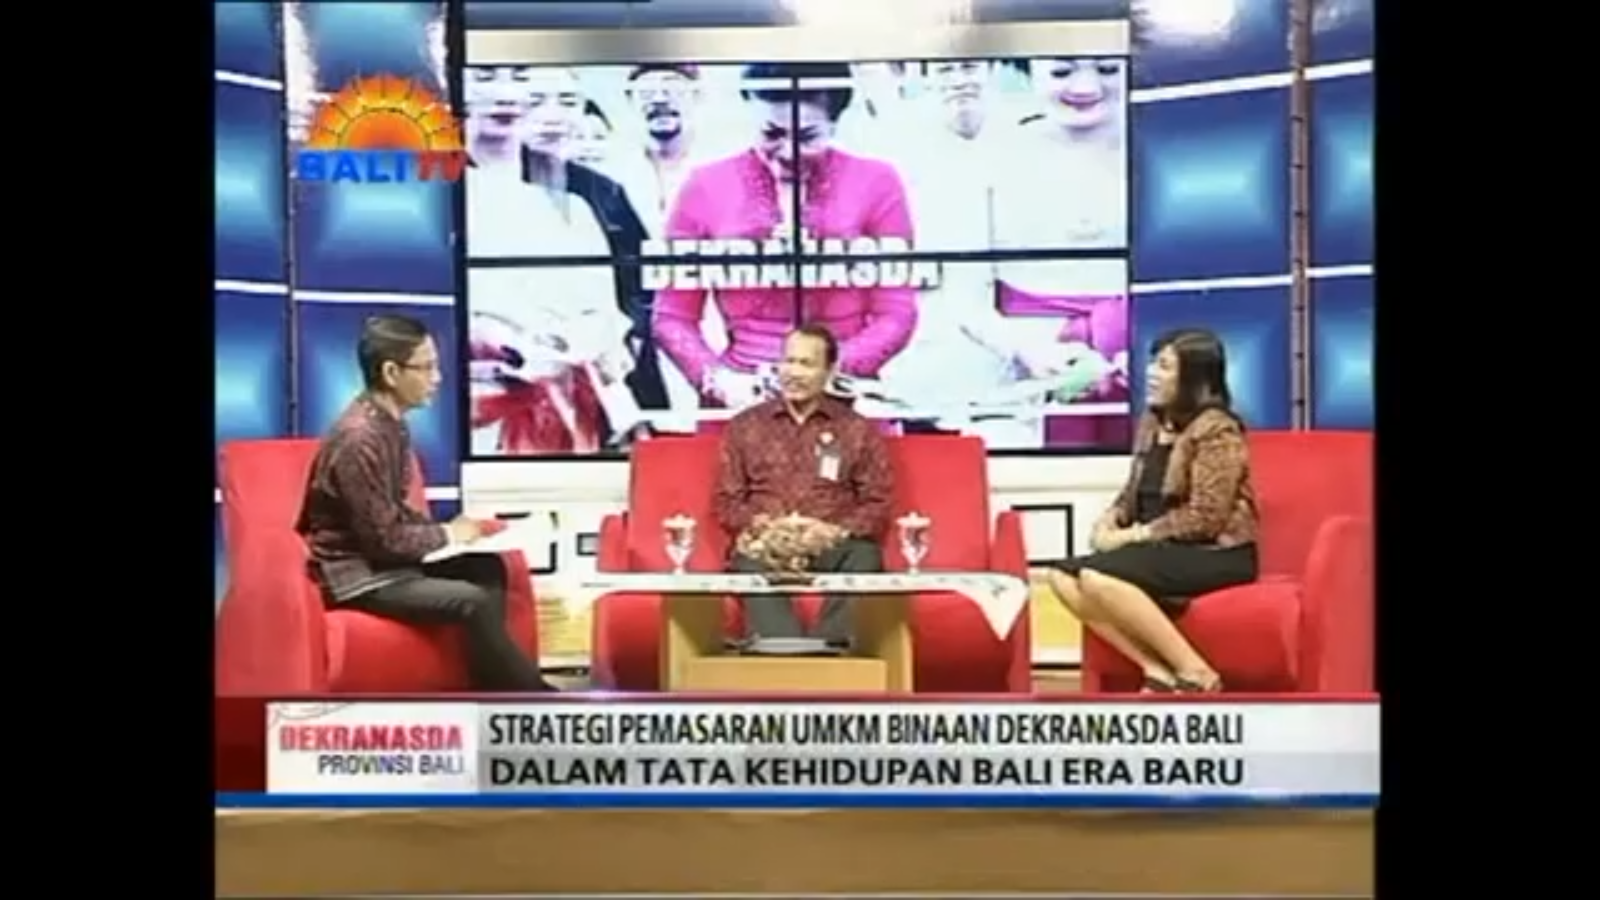 BALI TV
DEKRANASDA
DEKRANASDA
PROVINSI BALI
STRATEGI PEMASARAN UMKM BINAAN DEKRANASDA BALI
DALAM TATA KEHIDUPAN BALI ERA BARU